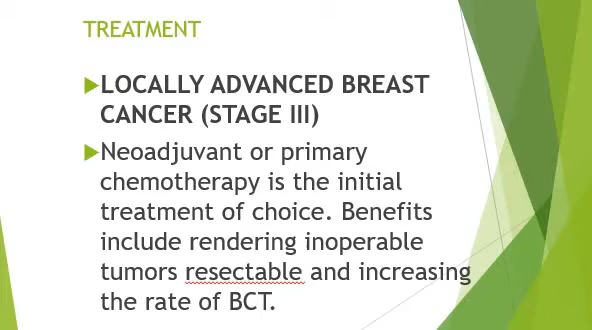 TREATMENT
LOCALLY ADVANCED BREAST
CANCER (STAGE III)
Neoadjuvant or primary
chemotherapy is the initial
treatment of choice. Benefits
include rendering inoperable
tumors resectable and increasing
the rate of BCT.